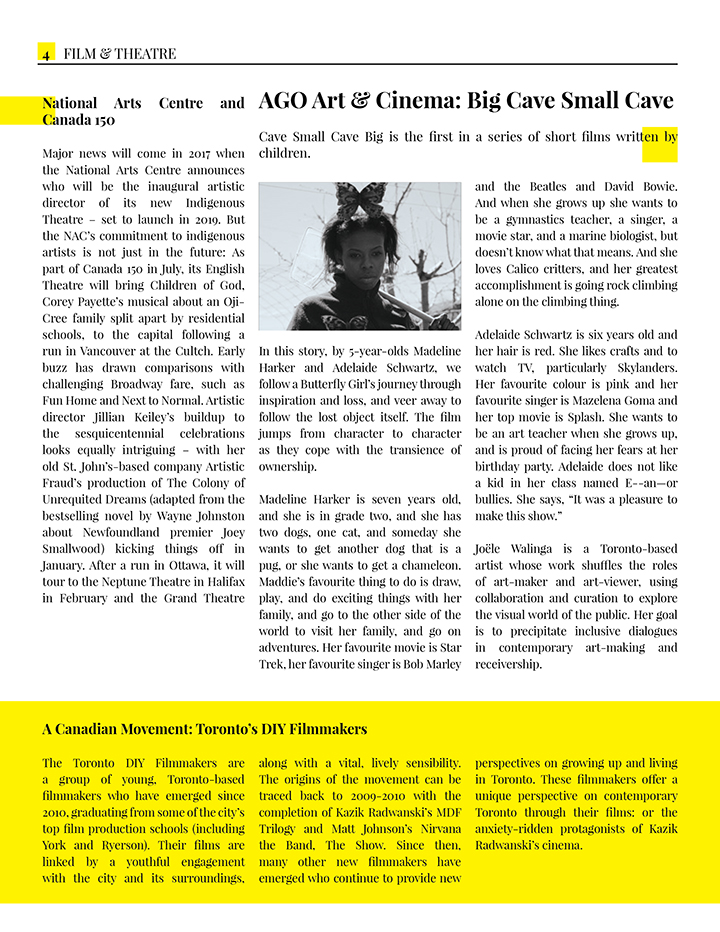 4 FILM & THEATRE
National Arts Centre and
Canada 150
Major news will come in 2017 when
the National Arts Centre announces
who will be the inaugural artistic
director of its new Indigenous
Theatre – set to launch in 2019. But
the NAC’s commitment to indigenous
artists is not just in the future: As
part of Canada 150 in July, its English
Theatre will bring Children of God,
Corey Payette’s musical about an Oji-
Cree family split apart by residential
schools, to the capital following a
run in Vancouver at the Cultch. Early
buzz has drawn comparisons with
challenging Broadway fare, such as
Fun Home and Next to Normal. Artistic
director Jillian Keiley’s buildup to
the sesquicentennial celebrations
looks equally intriguing – with her
old St. John’s-based company Artistic
Fraud’s production of The Colony of
Unrequited Dreams (adapted from the
bestselling novel by Wayne Johnston
about Newfoundland premier Joey
Smallwood) kicking things off in
January. After a run in Ottawa, it will
tour to the Neptune Theatre in Halifax
in February and the Grand Theatre
AGO Art & Cinema: Big Cave Small Cave
Cave Small Cave Big is the first in a series of short films written by
children.
In this story, by 5-year-olds Madeline
Harker and Adelaide Schwartz, we
follow a Butterfly Girl’s journey through
inspiration and loss, and veer away to
follow the lost object itself. The film
jumps from character to character
as they cope with the transience of
ownership.
Madeline Harker is seven years old,
and she is in grade two, and she has
two dogs, one cat, and someday she
wants to get another dog that is a
pug, or she wants to get a chameleon.
Maddie’s favourite thing to do is draw,
play, and do exciting things with her
family, and go to the other side of the
world to visit her family, and go on
adventures. Her favourite movie is Star
Trek, her favourite singer is Bob Marley
and the Beatles and David Bowie.
And when she grows up she wants to
be a gymnastics teacher, a singer, a
movie star, and a marine biologist, but
doesn’t know what that means. And she
loves Calico critters, and her greatest
accomplishment is going rock climbing
alone on the climbing thing.
Adelaide Schwartz is six years old and
her hair is red. She likes crafts and to
watch TV, particularly Skylanders.
Her favourite colour is pink and her
favourite singer is Mazelena Goma and
her top movie is Splash. She wants to
be an art teacher when she grows up,
and is proud of facing her fears at her
birthday party. Adelaide does not like
a kid in her class named E--an—or
bullies. She says, “It was a pleasure to
make this show.”
Joële Walinga is a Toronto-based
artist whose work shuffles the roles
of art-maker and art-viewer, using
collaboration and curation to explore
the visual world of the public. Her goal
is to precipitate inclusive dialogues
in contemporary art-making and
receivership.
A Canadian Movement: Toronto’s DIY Filmmakers
The Toronto DIY Filmmakers are
a group of young, Toronto-based
filmmakers who have emerged since
2010, graduating from some of the city’s
top film production schools (including
York and Ryerson). Their films are
linked by a youthful engagement
with the city and its surroundings,
along with a vital, lively sensibility.
The origins of the movement can be
traced back to 2009-2010 with the
completion of Kazik Radwanski’s MDF
Trilogy and Matt Johnson’s Nirvana
the Band, The Show. Since then,
many other new filmmakers have
emerged who continue to provide new
perspectives on growing up and living
in Toronto. These filmmakers offer a
unique perspective on contemporary
Toronto through their films: or the
anxiety-ridden protagonists of Kazik
Radwanski’s cinema.